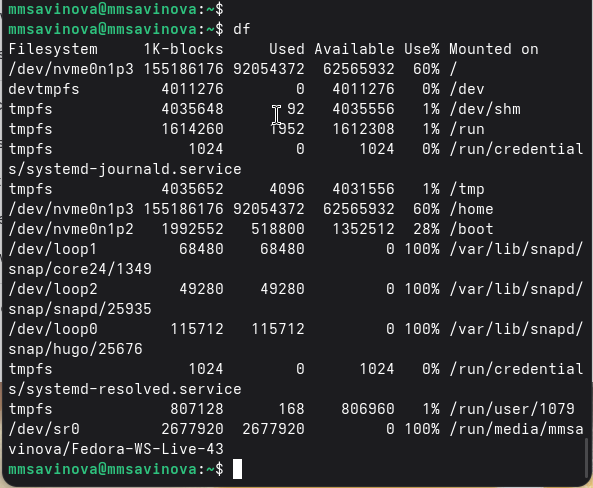 mmsavinova@mmsavinova:~$
mmsavinova@mmsavinova:~$ df
Filesystem     1K-blocks     Used Available Use% Mounted on
/dev/nvme0n1p3 155186176 92054372  62565932  60% /
devtmpfs         4011276        0   4011276   0% /dev
tmpfs            4035648       92   4035556   1% /dev/shm
tmpfs            1614260     1952   1612308   1% /run
tmpfs               1024        0      1024   0% /run/credential
s/systemd-journald.service
tmpfs            4035652     4096   4031556   1% /tmp
/dev/nvme0n1p3 155186176 92054372  62565932  60% /home
/dev/nvme0n1p2   1992552   518800   1352512  28% /boot
/dev/loop1         68480    68480         0 100% /var/lib/snapd/
snap/core24/1349
/dev/loop2         49280    49280         0 100% /var/lib/snapd/
snap/snapd/25935
/dev/loop0        115712   115712         0 100% /var/lib/snapd/
snap/hugo/25676
tmpfs               1024        0      1024   0% /run/credential
s/systemd-resolved.service
tmpfs             807128      168    806960   1% /run/user/1079
/dev/sr0         2677920  2677920         0 100% /run/media/mmsa
vinova/Fedora-WS-Live-43
mmsavinova@mmsavinova:~$